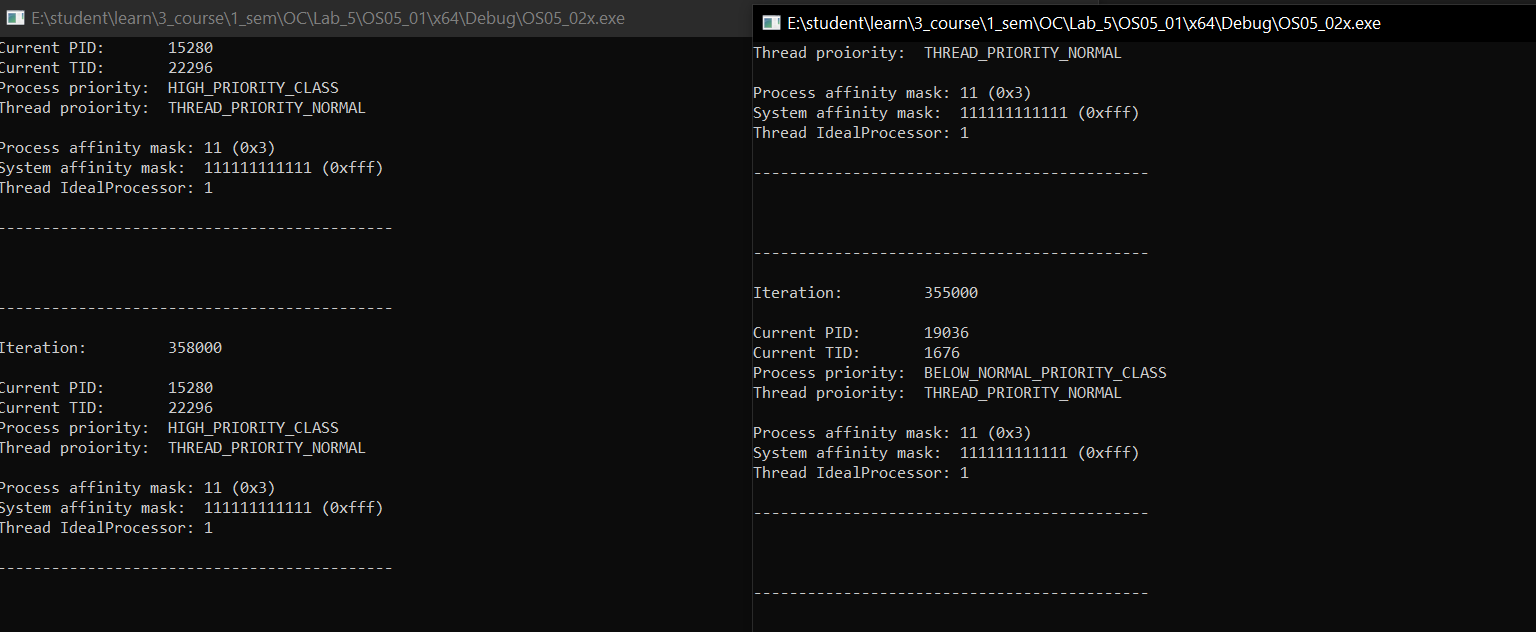 E:\student\learn\3_course\1_sem\OC\Lab_5\OS05_01\x64\Debug\OS05_02x.exe
Current PID:       15280
Current TID:       22296
Process priority:  HIGH_PRIORITY_CLASS
Thread proiority:  THREAD_PRIORITY_NORMAL
Process affinity mask: 11 (0x3)
System affinity mask:  111111111111 (0xfff)
Thread IdealProcessor: 1
--------------------------------------------
--------------------------------------------
Iteration:         358000
Current PID:       15280
Current TID:       22296
Process priority:  HIGH_PRIORITY_CLASS
Thread proiority:  THREAD_PRIORITY_NORMAL
Process affinity mask: 11 (0x3)
System affinity mask:  111111111111 (0xfff)
Thread IdealProcessor: 1
--------------------------------------------
E:\student\learn\3_course\1_sem\OC\Lab_5\OS05_01\x64\Debug\OS05_02x.exe
Thread proiority:  THREAD_PRIORITY_NORMAL
Process affinity mask: 11 (0x3)
System affinity mask:  111111111111 (0xfff)
Thread IdealProcessor: 1
--------------------------------------------
--------------------------------------------
Iteration:         355000
Current PID:       19036
Current TID:       1676
Process priority:  BELOW_NORMAL_PRIORITY_CLASS
Thread proiority:  THREAD_PRIORITY_NORMAL
Process affinity mask: 11 (0x3)
System affinity mask:  111111111111 (0xfff)
Thread IdealProcessor: 1
--------------------------------------------
--------------------------------------------